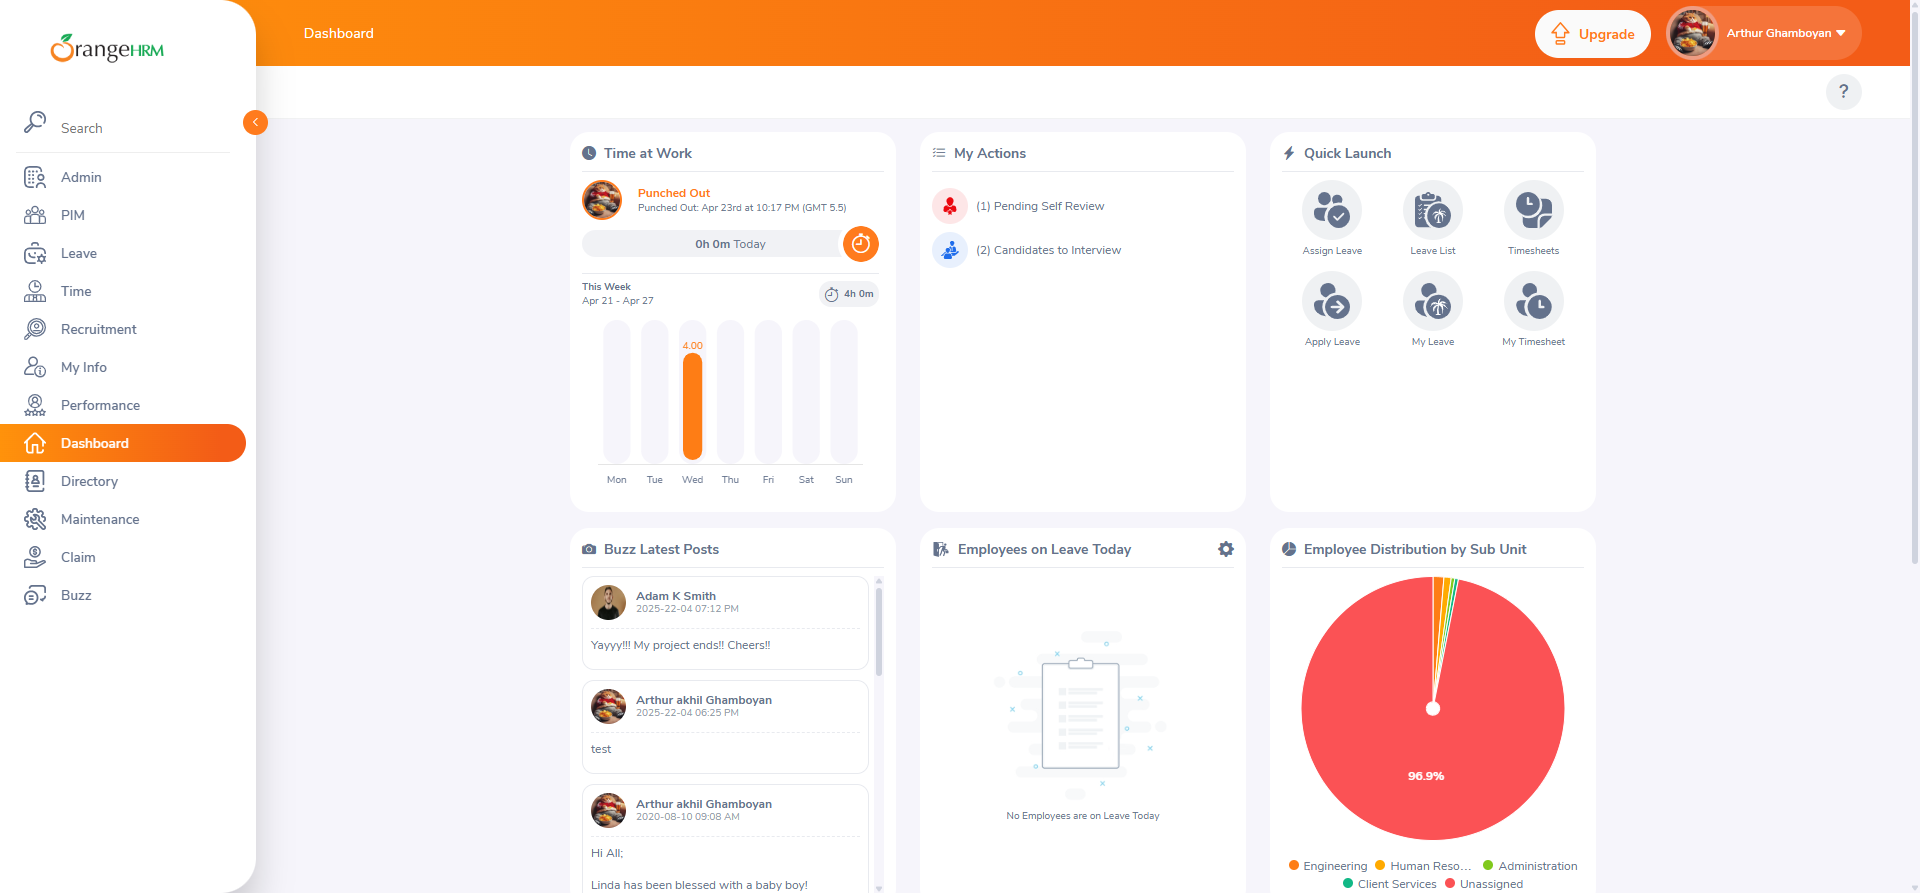 OrangeHRM
Dashboard
Upgrade
Arthur Ghamboyan
?
Search
Admin
PIM
Leave
Time
Recruitment
My Info
Performance
Dashboard
Directory
Maintenance
Claim
Buzz
Time at Work
Punched Out
Punched Out: Apr 23rd at 10:17 PM (GMT 5.5)
0h 0m Today
This Week
Apr 21 - Apr 27
4h 0m
4.00
Mon Tue Wed Thu Fri Sat Sun
My Actions
(1) Pending Self Review
(2) Candidates to Interview
Quick Launch
Assign Leave
Leave List
Timesheets
Apply Leave
My Leave
My Timesheet
Buzz Latest Posts
Adam K Smith
2025-22-04 07:12 PM
Yayyy!!! My project ends!! Cheers!!
Arthur akhil Ghamboyan
2025-22-04 06:25 PM
test
Arthur akhil Ghamboyan
2020-08-10 09:08 AM
Hi All;
Linda has been blessed with a baby boy!
Employees on Leave Today
No Employees are on Leave Today
Employee Distribution by Sub Unit
96.9%
Engineering Human Reso... Administration
Client Services Unassigned